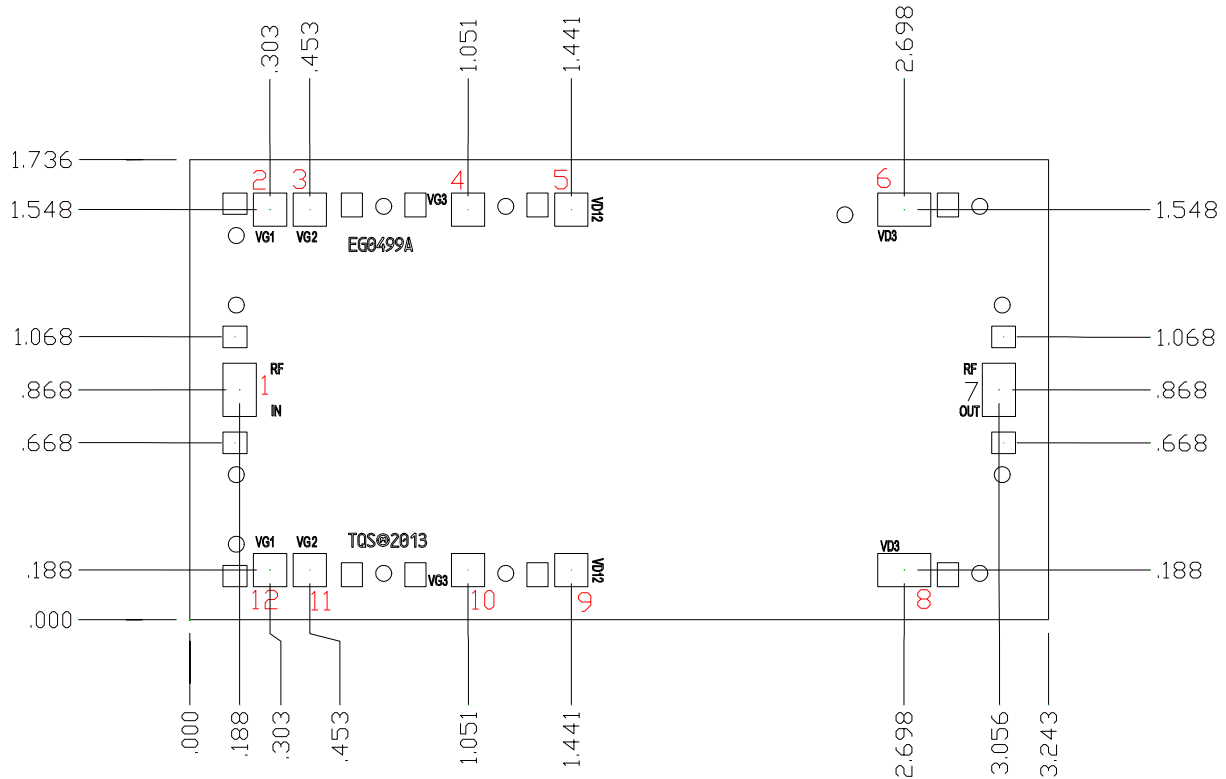 .303
.453
1.051
1.441
2.698
1.736
2
3
4
5
6
VG3
VD12
1.548
1.548
VG1
VG2
EG0499A
VD3
1.068
1.068
RF
RF
.868
1
7
.868
IN
OUT
.668
.668
VG1
VG2
TQS®2013
VD3
.188
VG3
VD12
.188
12
11
10
9
8
.000
.000
.188
.303
.453
1.051
1.441
2.698
3.056
3.243